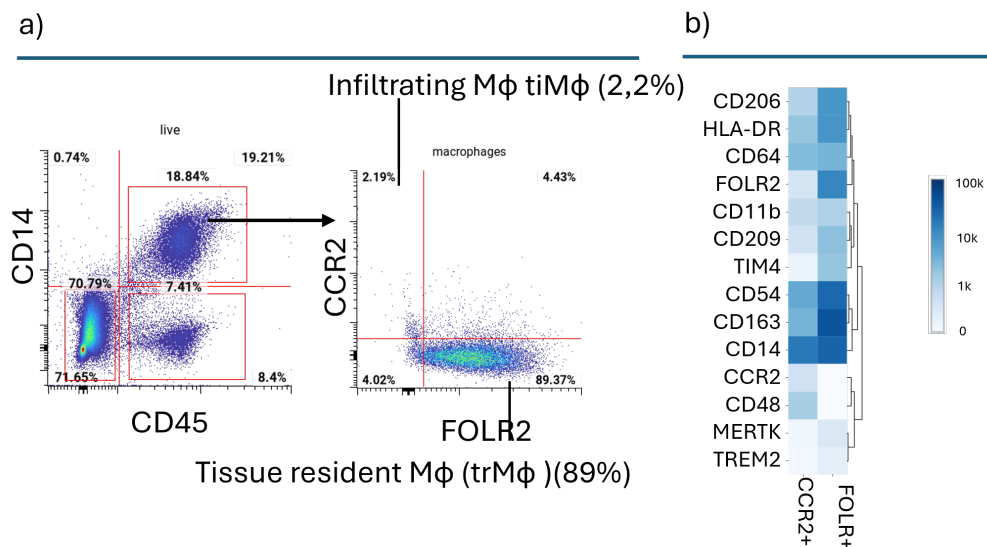 a)
Infiltrating Mϕ tiMϕ (2,2%)
live
0.74%
19.21%
18.84%
70.79%
7.41%
71.65%
8.4%
CD14
CD45
macrophages
2.19%
4.43%
4.02%
89.37%
CCR2
FOLR2
Tissue resident Mϕ (trMϕ )(89%)
b)
CD206
HLA-DR
CD64
FOLR2
CD11b
CD209
TIM4
CD54
CD163
CD14
CCR2
CD48
MERTK
TREM2
CCR2+
FOLR+
100k
10k
1k
0